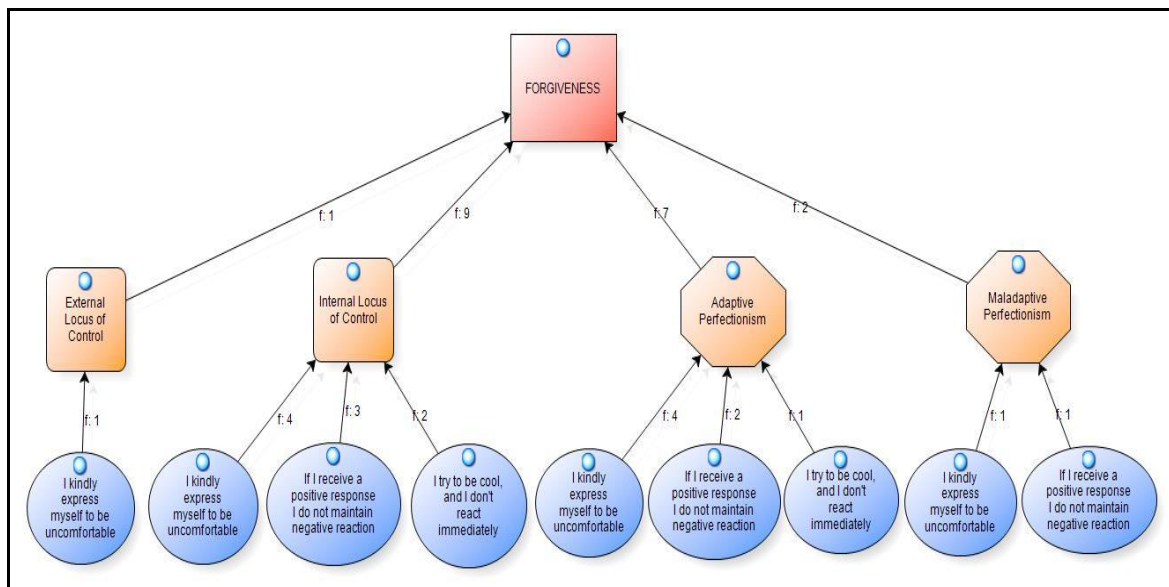 FORGIVENESS
f: 1
f: 9
f: 7
f: 2
External
Locus of
Control
Internal Locus
of Control
Adaptive
Perfectionism
Maladaptive
Perfectionism
f: 1
f: 4
f: 3
f: 2
f: 4
f: 2
f: 1
f: 1
f: 1
I kindly
express
myself to be
uncomfortable
I kindly
express
myself to be
uncomfortable
If I receive a
positive response
I do not maintain
negative reaction
I try to be cool,
and I don't
react
immediately
I kindly
express
myself to be
uncomfortable
If I receive a
positive response
I do not maintain
negative reaction
I try to be cool,
and I don't
react
immediately
I kindly
express
myself to be
uncomfortable
If I receive a
positive response
I do not maintain
negative reaction